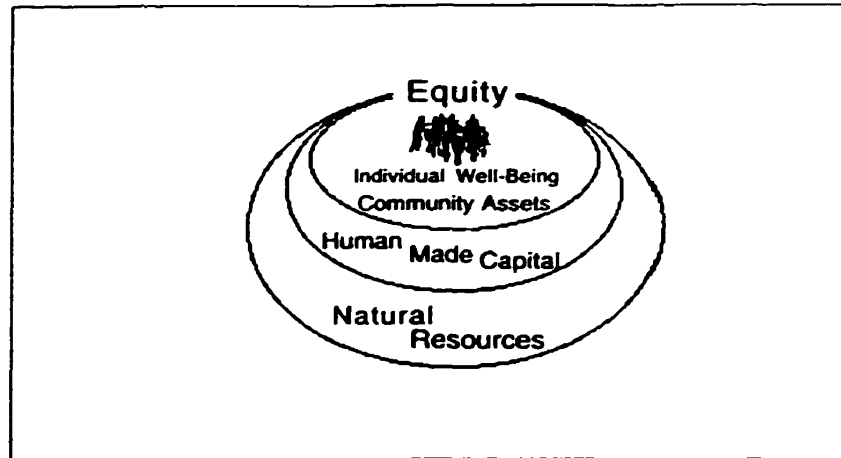 Equity
Individual Well-Being
Community Assets
Human Made Capital
Natural
Resources